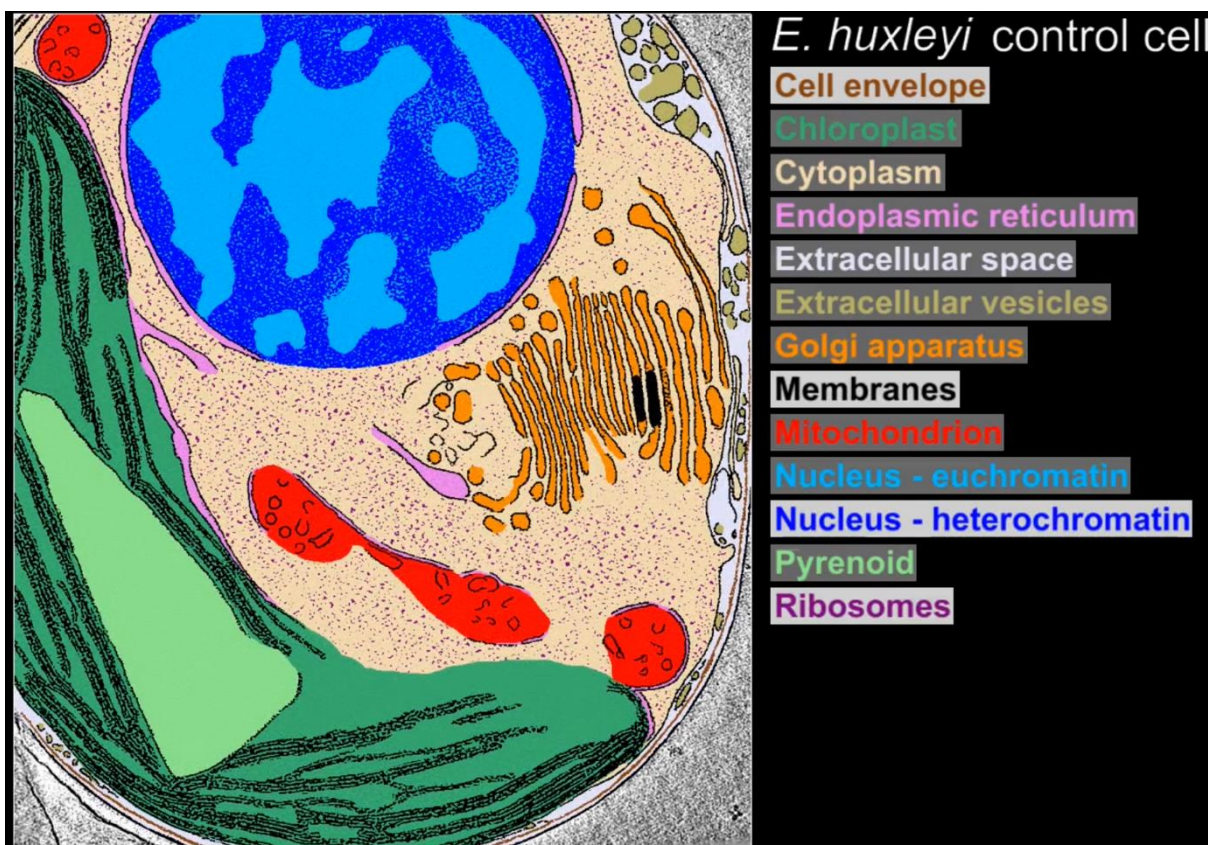 E. huxleyi control cell
Cell envelope
Chloroplast
Cytoplasm
Endoplasmic reticulum
Extracellular space
Extracellular vesicles
Golgi apparatus
Membranes
Mitochondrion
Nucleus - euchromatin
Nucleus - heterochromatin
Pyrenoid
Ribosomes